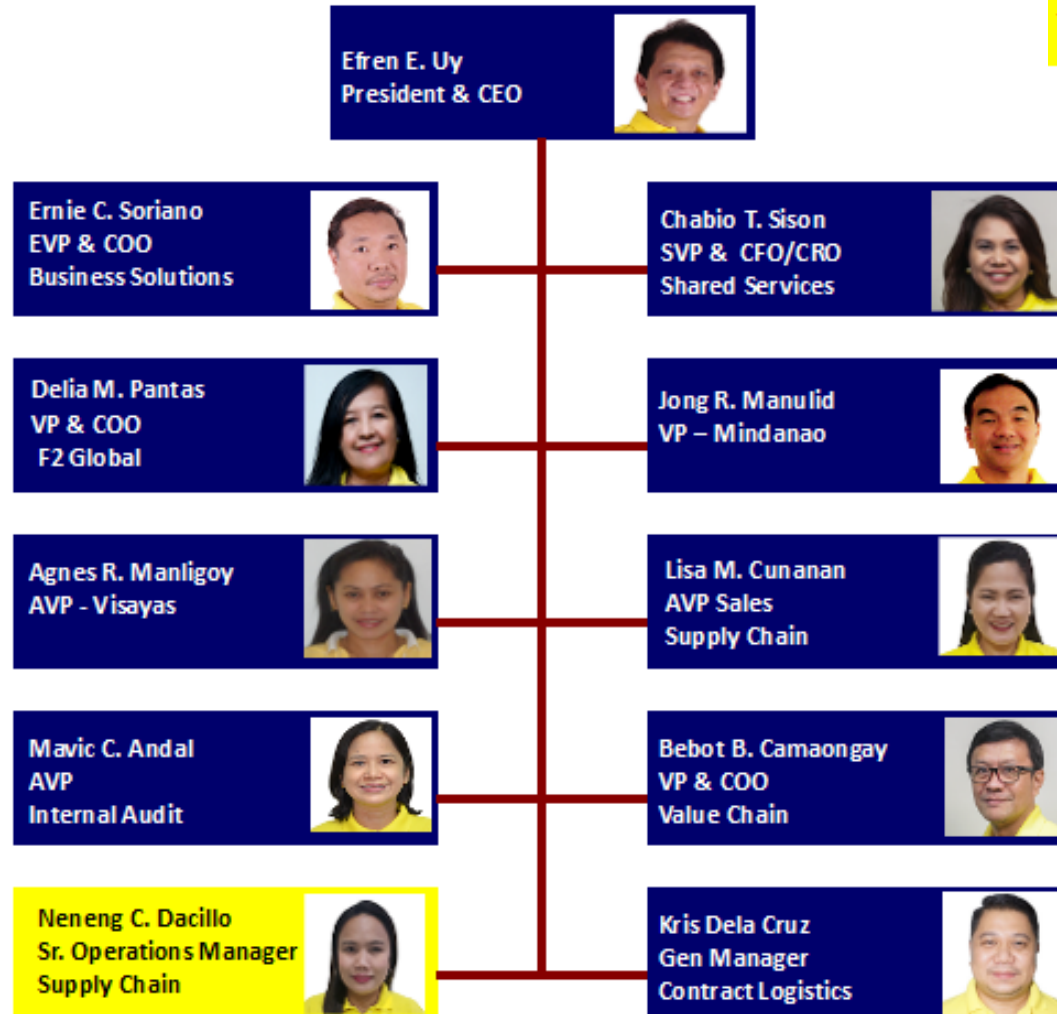 Efren E. Uy
President & CEO
Ernie C. Soriano
EVP & COO
Business Solutions
Chabio T. Sison
SVP & CFO/CRO
Shared Services
Delia M. Pantas
VP & COO
F2 Global
Jong R. Manulid
VP – Mindanao
Agnes R. Manligoy
AVP - Visayas
Lisa M. Cunanan
AVP Sales
Supply Chain
Mavic C. Andal
AVP
Internal Audit
Bebot B. Camaongay
VP & COO
Value Chain
Neneng C. Dacillo
Sr. Operations Manager
Supply Chain
Kris Dela Cruz
Gen Manager
Contract Logistics